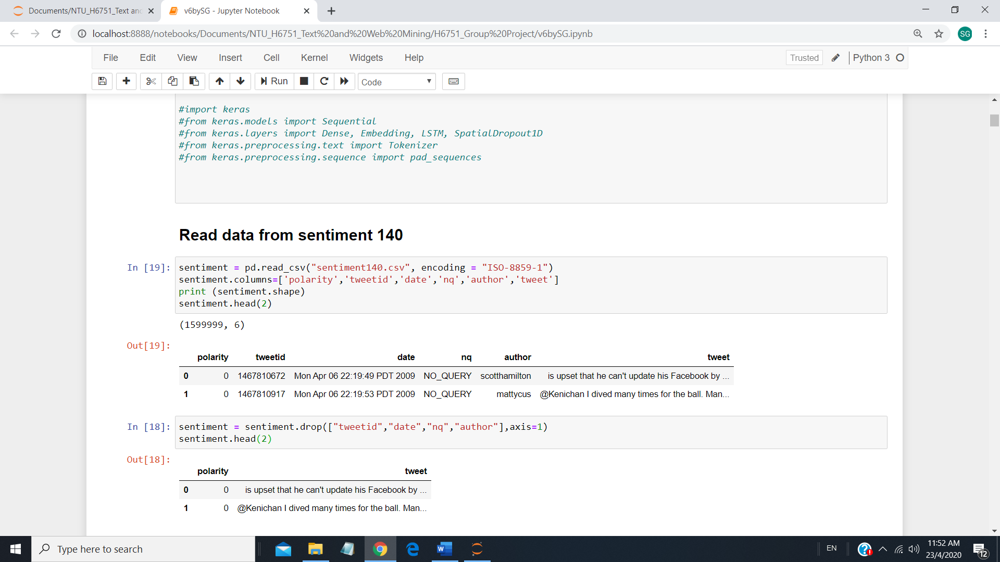 Documents/NTU_H6751_Text and
v6bySG - Jupyter Notebook
localhost:8888/notebooks/Documents/NTU_H6751_Text%20and%20Web%20Mining/H6751_Group%20Project/v6bySG.ipynb
SG
File Edit View Insert Cell Kernel Widgets Help
Trusted
Python 3
Run
Code
#import keras
#from keras.models import Sequential
#from keras.layers import Dense, Embedding, LSTM, SpatialDropout1D
#from keras.preprocessing.text import Tokenizer
#from keras.preprocessing.sequence import pad_sequences
Read data from sentiment 140
In [19]: sentiment = pd.read_csv("sentiment140.csv", encoding = "ISO-8859-1")
sentiment.columns=['polarity','tweetid','date','nq','author','tweet']
print (sentiment.shape)
sentiment.head(2)
(1599999, 6)
Out[19]:
polarity tweetid date nq author tweet
0 0 1467810672 Mon Apr 06 22:19:49 PDT 2009 NO_QUERY scotthamilton is upset that he can't update his Facebook by ...
1 0 1467810917 Mon Apr 06 22:19:53 PDT 2009 NO_QUERY mattycus @Kenichan I dived many times for the ball. Man...
In [18]: sentiment = sentiment.drop(["tweetid","date","nq","author"],axis=1)
sentiment.head(2)
Out[18]:
polarity tweet
0 0 is upset that he can't update his Facebook by ...
1 0 @Kenichan I dived many times for the ball. Man...
Type here to search
EN
11:52 AM
23/4/2020
12